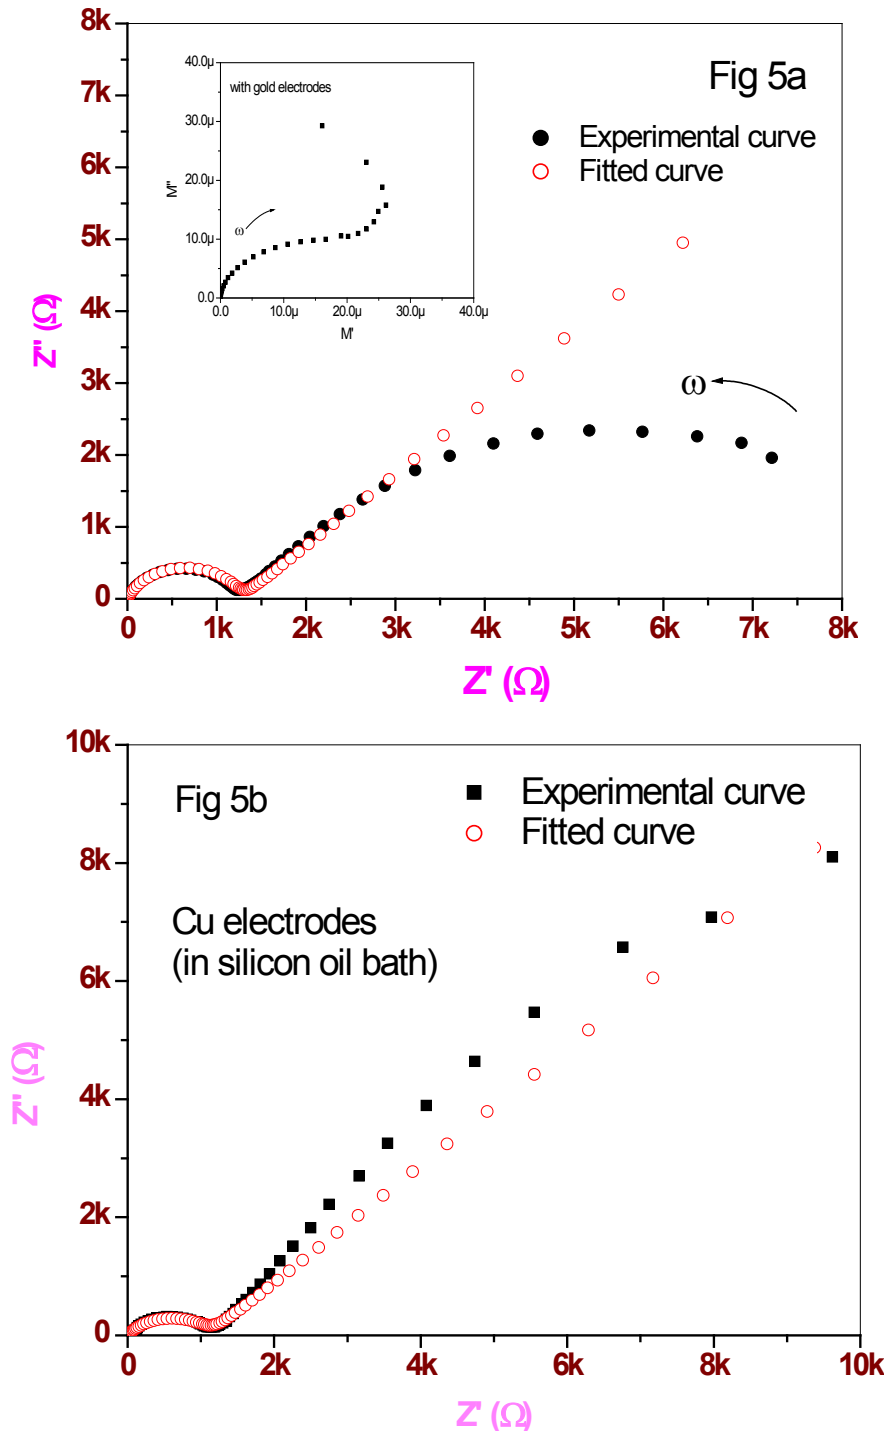 8k
7k
6k
5k
4k
3k
2k
1k
0
Z'' (Ω)
Fig 5a
Experimental curve
Fitted curve
40.0μ
30.0μ
20.0μ
10.0μ
0.0
M''
with gold electrodes
ω
0.0 10.0μ 20.0μ 30.0μ 40.0μ
M'
ω
0 1k 2k 3k 4k 5k 6k 7k 8k
Z' (Ω)
10k
8k
6k
4k
2k
0
Z'' (Ω)
Fig 5b
Experimental curve
Fitted curve
Cu electrodes
(in silicon oil bath)
0 2k 4k 6k 8k 10k
Z' (Ω)